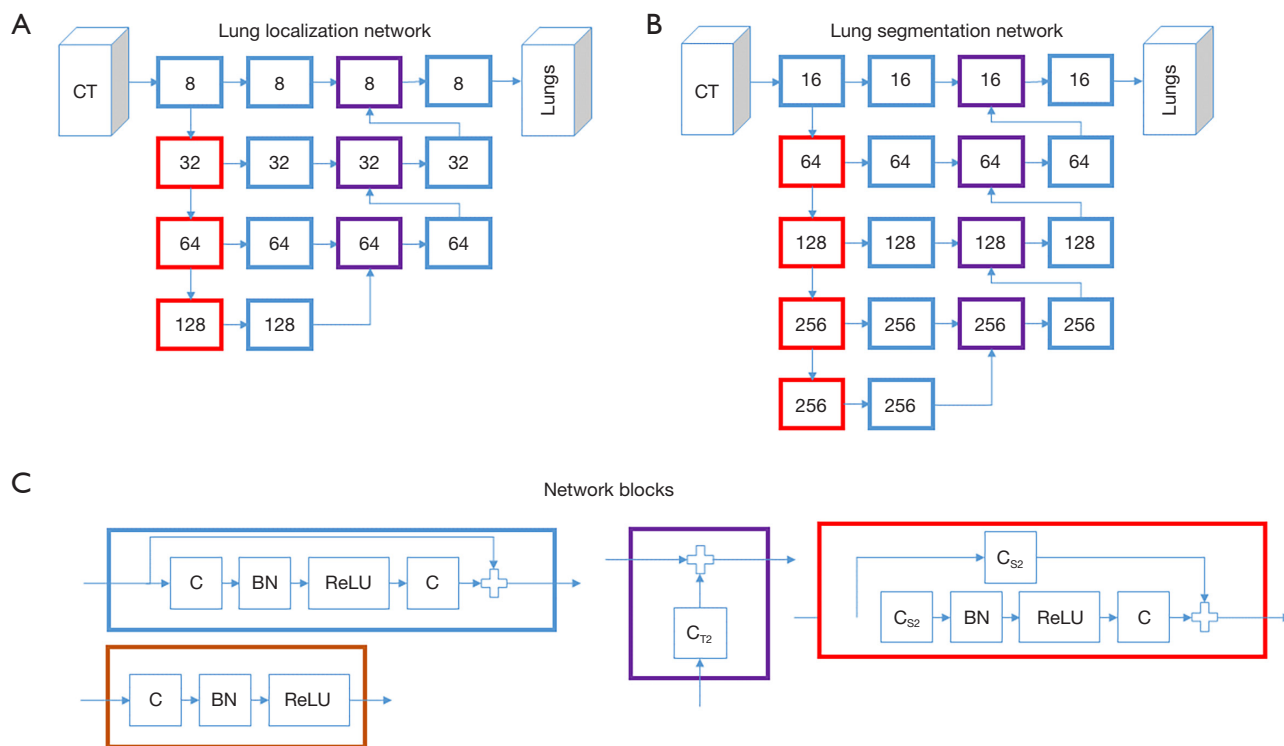 A
Lung localization network
CT
8 8 8 8
Lungs
32 32 32 32
64 64 64 64
128 128
B
Lung segmentation network
CT
16 16 16 16
Lungs
64 64 64 64
128 128 128 128
256 256 256 256
256 256
C
Network blocks
C BN ReLU C
C BN ReLU
CT2
CS2
CS2 BN ReLU C